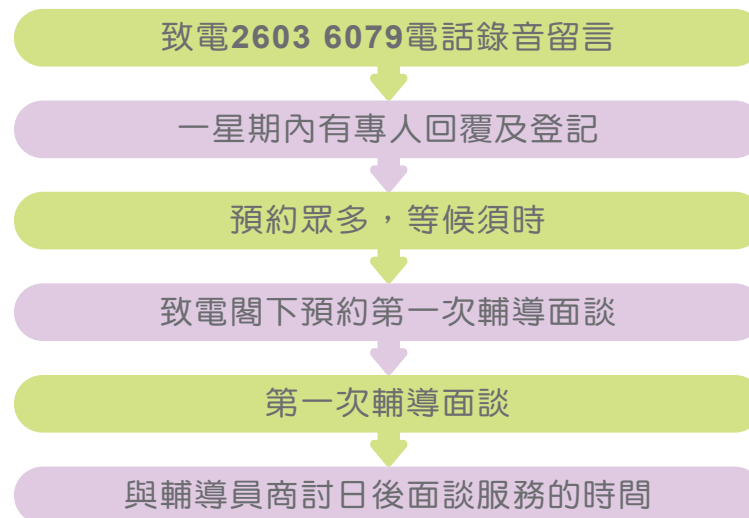 致電2603 6079電話錄音留言
一星期內有專人回覆及登記
預約眾多，等候須時
致電閣下預約第一次輔導面談
第一次輔導面談
與輔導員商討日後面談服務的時間